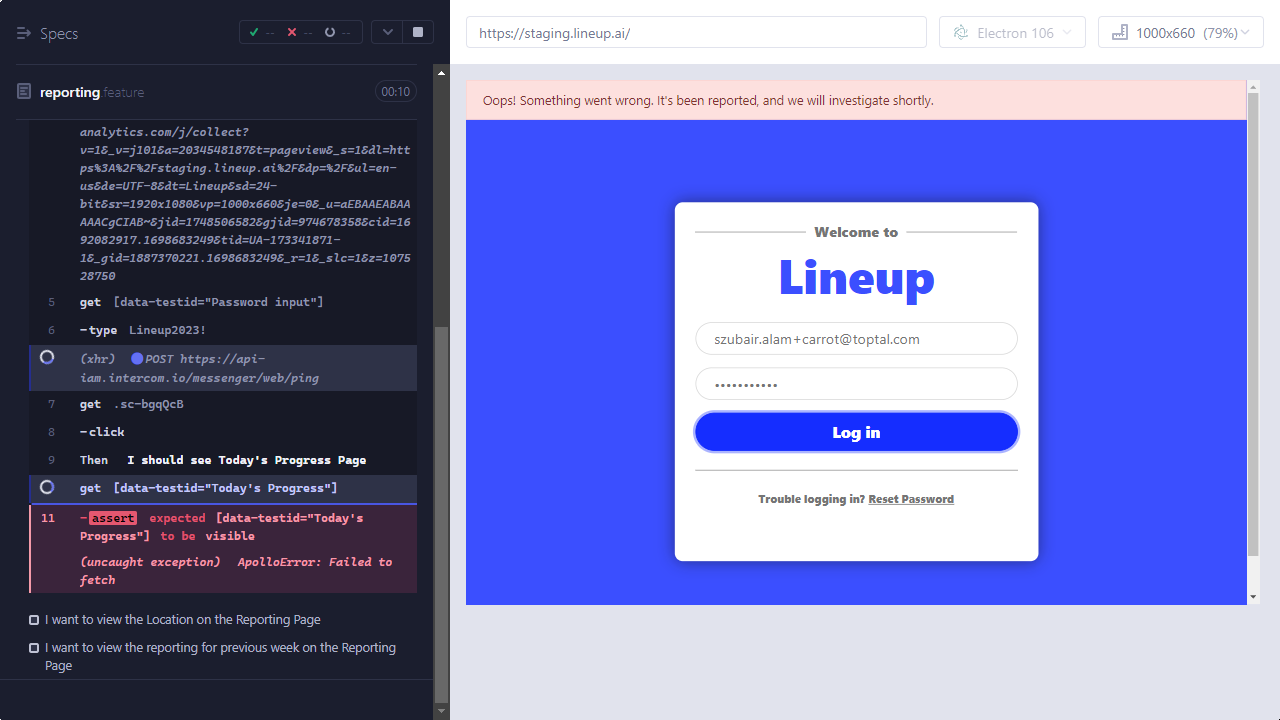 Specs
--
--
--
https://staging.lineup.ai/
Electron 106
1000x660 (79%)
reporting.feature
00:10
analytics.com/j/collect?
v=1&_v=j101&a=2034548187&t=pageview&_s=1&dl=htt
ps%3A%2F%2Fstaging.lineup.ai%2F&dp=%2F&ul=en-
us&de=UTF-8&dt=Lineup&sd=24-
bit&sr=1920x1080&vp=1000x660&je=0&_u=aEBAAEABAA
AAACgCIAB~&jid=1748506582&gjid=974678358&cid=16
92082917.1698683249&tid=UA-173341871-
1&_gid=1887370221.1698683249&_r=1&_slc=1&z=1075
28750
5 get [data-testid="Password input"]
6 -type Lineup2023!
(xhr) POST https://api-
iam.intercom.io/messenger/web/ping
7 get .sc-bgqQcB
8 -click
9 Then I should see Today's Progress Page
get [data-testid="Today's Progress"]
11 -assert expected [data-testid="Today's
Progress"] to be visible
(uncaught exception) ApolloError: Failed to
fetch
I want to view the Location on the Reporting Page
I want to view the reporting for previous week on the Reporting
Page
Oops! Something went wrong. It's been reported, and we will investigate shortly.
Welcome to
Lineup
szubair.alam+carrot@toptal.com
•••••••••••
Log in
Trouble logging in? Reset Password